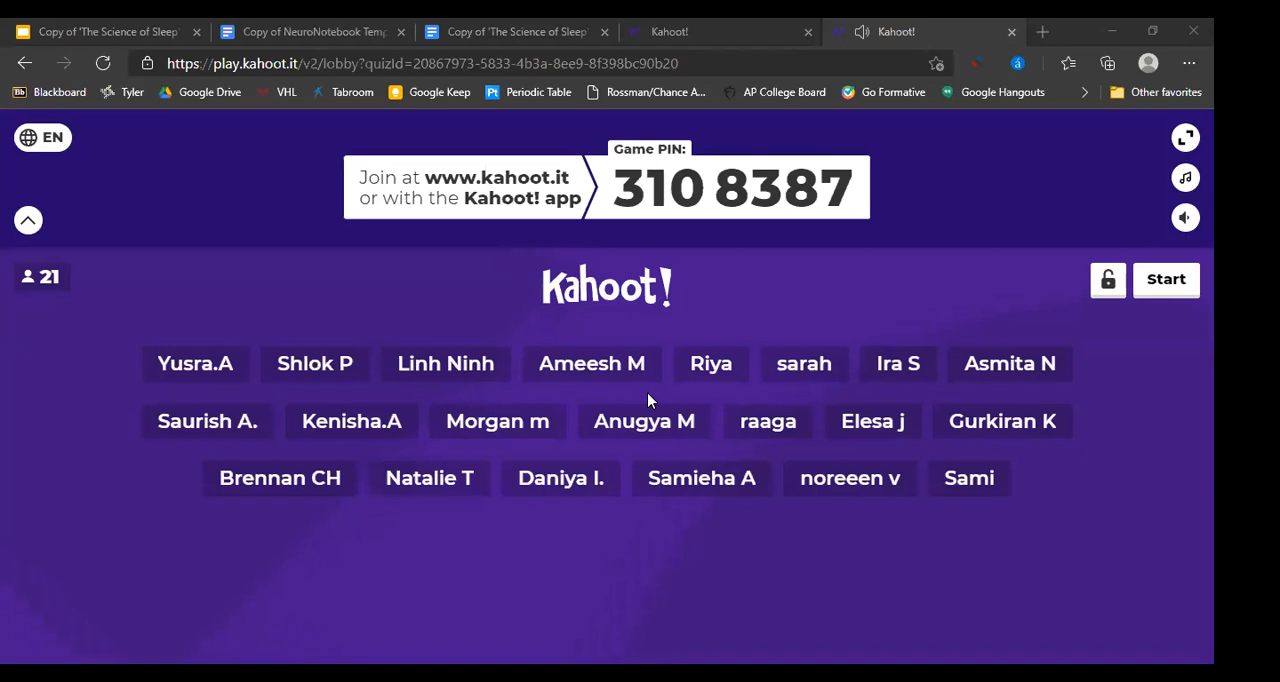 Copy of 'The Science of Sleep' Copy of NeuroNotebook Temp Copy of 'The Science of Sleep' Kahoot! Kahoot!
https://play.kahoot.it/v2/lobby?quizId=20867973-5833-4b3a-8ee9-8f398bc90b20
Bb Blackboard Tyler Google Drive VHL Tabroom Google Keep Pt Periodic Table Rossman/Chance A... AP College Board Go Formative Google Hangouts Other favorites
EN
Game PIN:
Join at www.kahoot.it
or with the Kahoot! app
310 8387
21
Kahoot!
Start
Yusra.A Shlok P Linh Ninh Ameesh M Riya sarah Ira S Asmita N
Saurish A. Kenisha.A Morgan m Anugya M raaga Elesa j Gurkiran K
Brennan CH Natalie T Daniya I. Samieha A noreeen v Sami